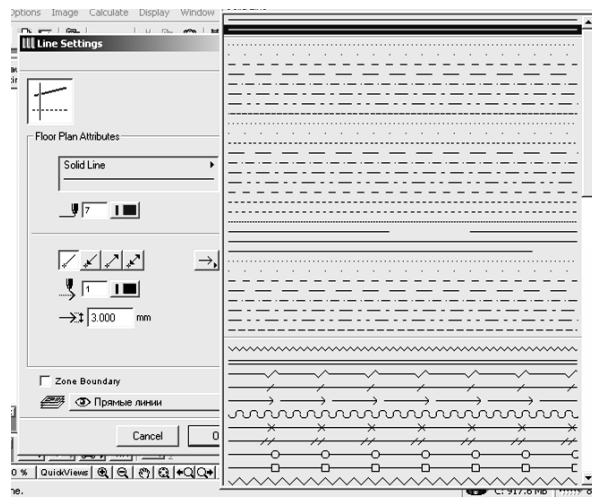 Options Image Calculate Display Window
Line Settings
Floor Plan Attributes
Solid Line
7
1
3.000 mm
Zone Boundary
Прямые линии
Cancel
0 % QuickViews
C: 917.6 Mb